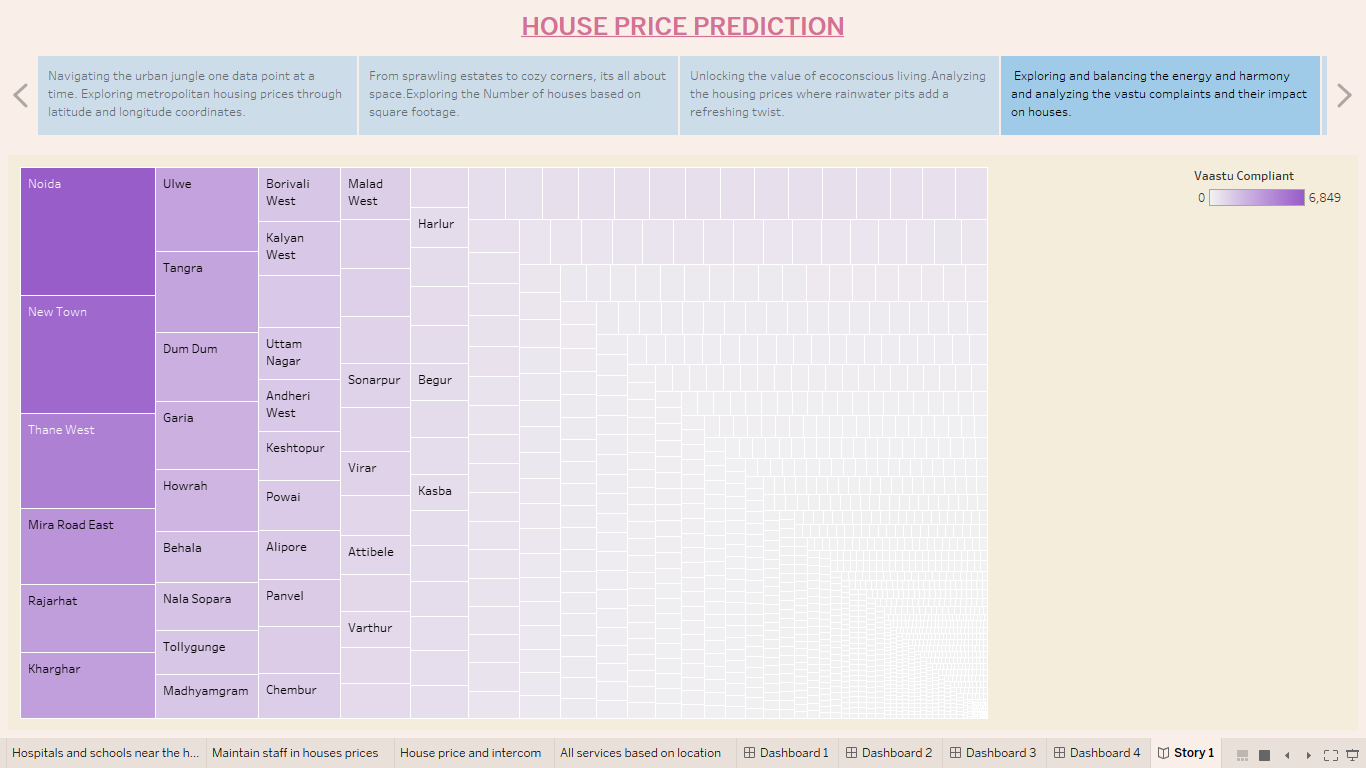 HOUSE PRICE PREDICTION
Navigating the urban jungle one data point at a
time. Exploring metropolitan housing prices through
latitude and longitude coordinates.
From sprawling estates to cozy corners, its all about
space.Exploring the Number of houses based on
square footage.
Unlocking the value of ecoconscious living.Analyzing
the housing prices where rainwater pits add a
refreshing twist.
Exploring and balancing the energy and harmony
and analyzing the vastu complaints and their impact
on houses.
Noida
New Town
Thane West
Mira Road East
Rajarhat
Kharghar
Ulwe
Tangra
Dum Dum
Garia
Howrah
Behala
Nala Sopara
Tollygunge
Madhyamgram
Borivali
West
Kalyan
West
Uttam
Nagar
Andheri
West
Keshtopur
Powai
Alipore
Panvel
Chembur
Malad
West
Sonarpur
Virar
Attibele
Varthur
Harlur
Begur
Kasba
Vaastu Compliant
0 6,849
Hospitals and schools near the h...
Maintain staff in houses prices
House price and intercom
All services based on location
Dashboard 1
Dashboard 2
Dashboard 3
Dashboard 4
Story 1